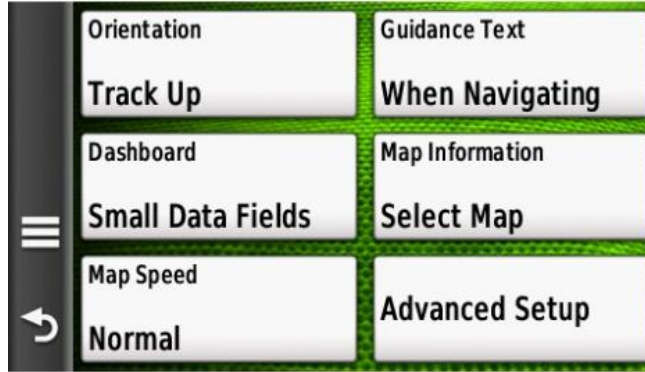 Orientation
Track Up
Guidance Text
When Navigating
Dashboard
Small Data Fields
Map Information
Select Map
Map Speed
Normal
Advanced Setup